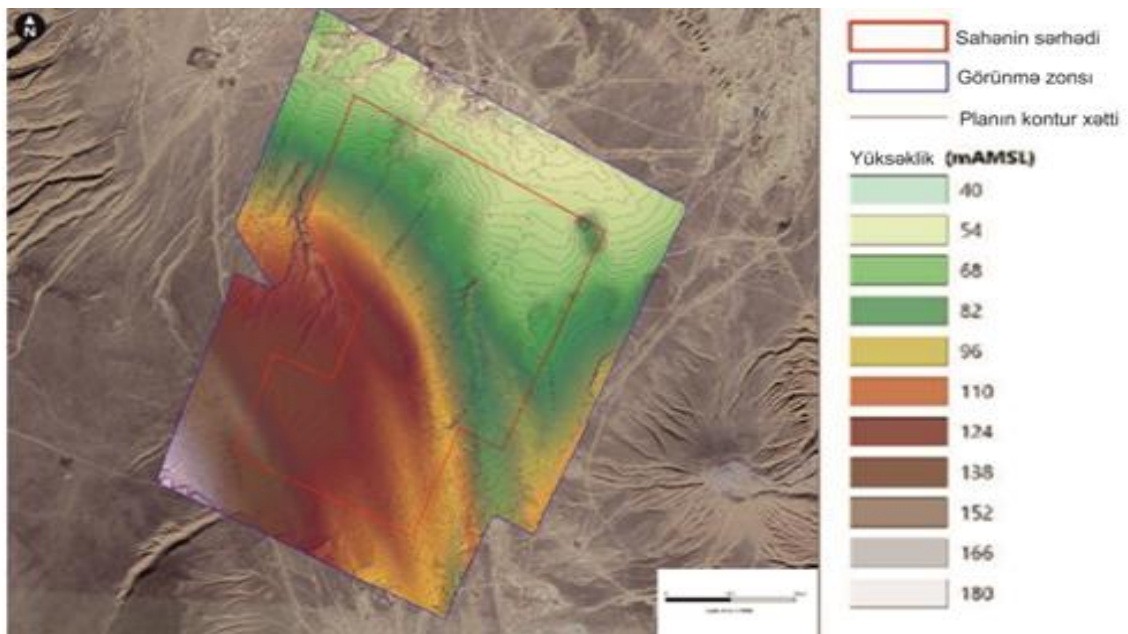 N
Sahənin sərhədi
Görünmə zonsı
Planın kontur xətti
Yüksəklik (mAMSL)
40
54
68
82
96
110
124
138
152
166
180